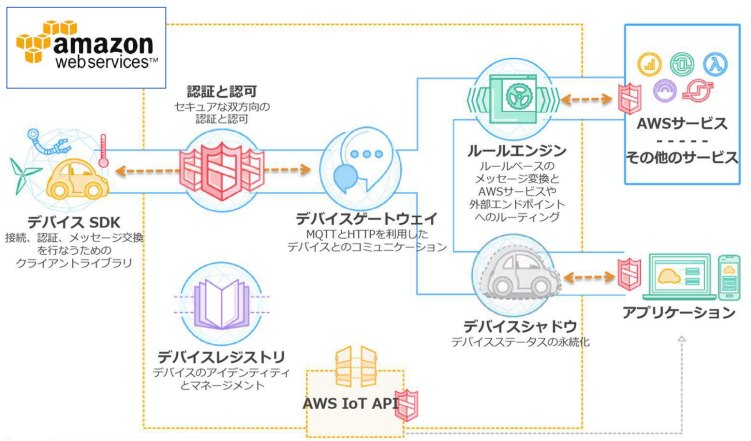 amazon
webservices™
認証と認可
セキュアな双方向の
認証と認可
デバイス SDK
接続、認証、メッセージ交換
を行なうための
クライアントライブラリ
デバイスゲートウェイ
MQTTとHTTPを利用した
デバイスとのコミュニケーション
ルールエンジン
ルールベースの
メッセージ変換と
AWSサービスや
外部エンドポイント
へのルーティング
AWSサービス
-----
その他のサービス
デバイスシャドウ
デバイスステータスの永続化
アプリケーション
デバイスレジストリ
デバイスのアイデンティティ
とマネージメント
AWS IoT API